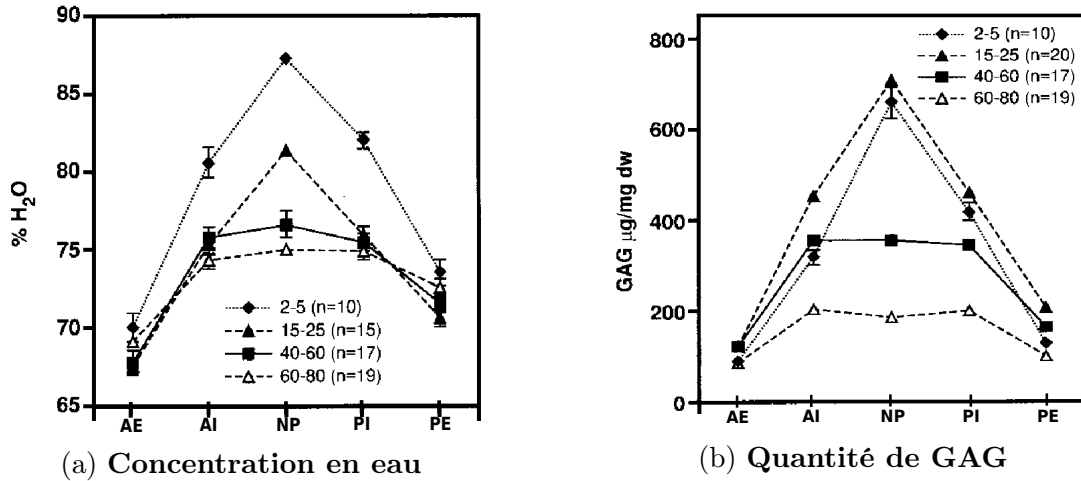 90
85
80
75
70
65
% H₂O
2-5 (n=10)
15-25 (n=15)
40-60 (n=17)
60-80 (n=19)
AE AI NP PI PE
(a) Concentration en eau
800
600
400
200
0
GAG µg/mg dw
2-5 (n=10)
15-25 (n=20)
40-60 (n=17)
60-80 (n=19)
AE AI NP PI PE
(b) Quantité de GAG